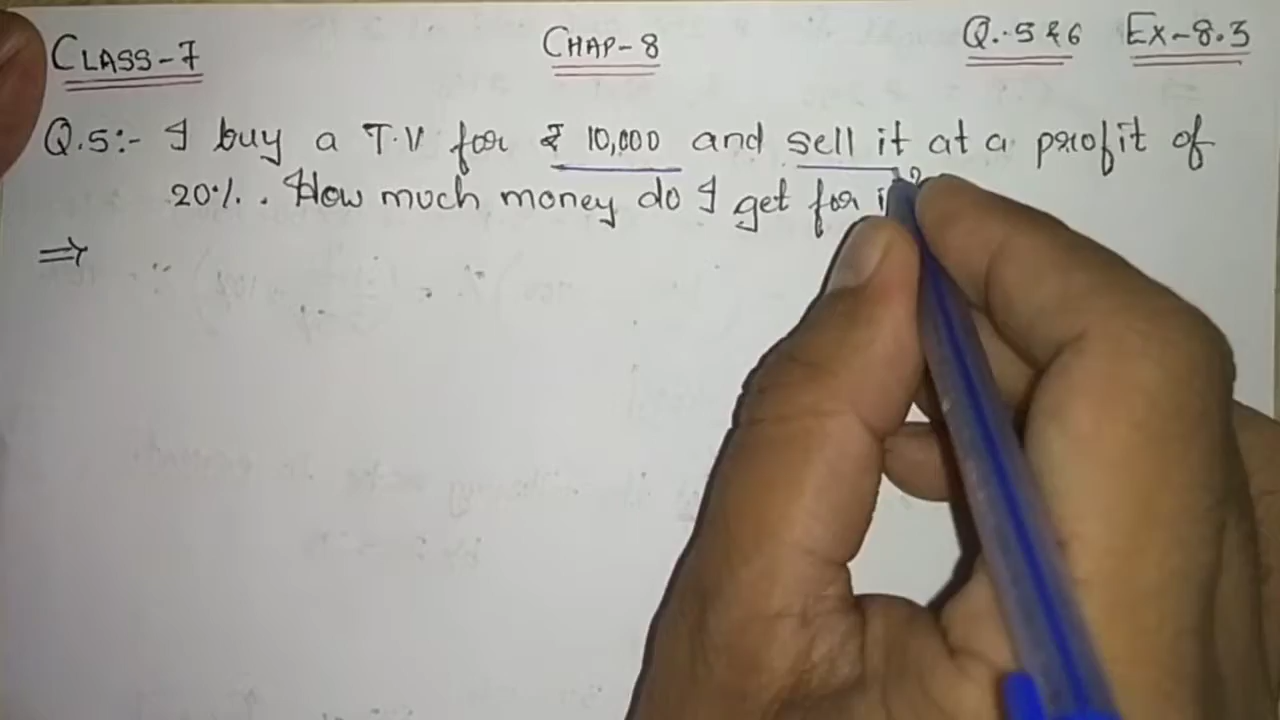 CLASS-7 CHAP-8 Q.-5 & 6 Ex-8.3
Q.5:- I buy a T.V for ₹ 10,000 and sell it at a profit of
20%. How much money do I get for
⇒